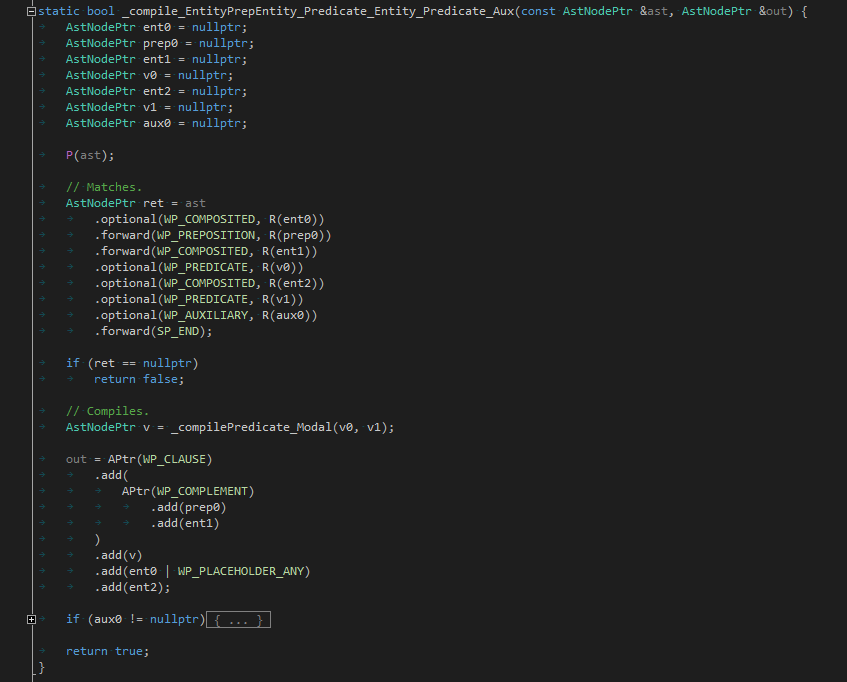 static bool _compile_EntityPrepEntity_Predicate_Entity_Predicate_Aux(const AstNodePtr &ast, AstNodePtr &out) {
    AstNodePtr ent0 = nullptr;
    AstNodePtr prep0 = nullptr;
    AstNodePtr ent1 = nullptr;
    AstNodePtr v0 = nullptr;
    AstNodePtr ent2 = nullptr;
    AstNodePtr v1 = nullptr;
    AstNodePtr aux0 = nullptr;

    P(ast);

    // Matches.
    AstNodePtr ret = ast
        .optional(WP_COMPOSITED, R(ent0))
        .forward(WP_PREPOSITION, R(prep0))
        .forward(WP_COMPOSITED, R(ent1))
        .optional(WP_PREDICATE, R(v0))
        .optional(WP_COMPOSITED, R(ent2))
        .optional(WP_PREDICATE, R(v1))
        .optional(WP_AUXILIARY, R(aux0))
        .forward(SP_END);

    if (ret == nullptr)
        return false;

    // Compiles.
    AstNodePtr v = _compilePredicate_Modal(v0, v1);

    out = APtr(WP_CLAUSE)
        .add(
            APtr(WP_COMPLEMENT)
                .add(prep0)
                .add(ent1)
        )
        .add(v)
        .add(ent0 | WP_PLACEHOLDER_ANY)
        .add(ent2);

    if (aux0 != nullptr){ ... }

    return true;
}